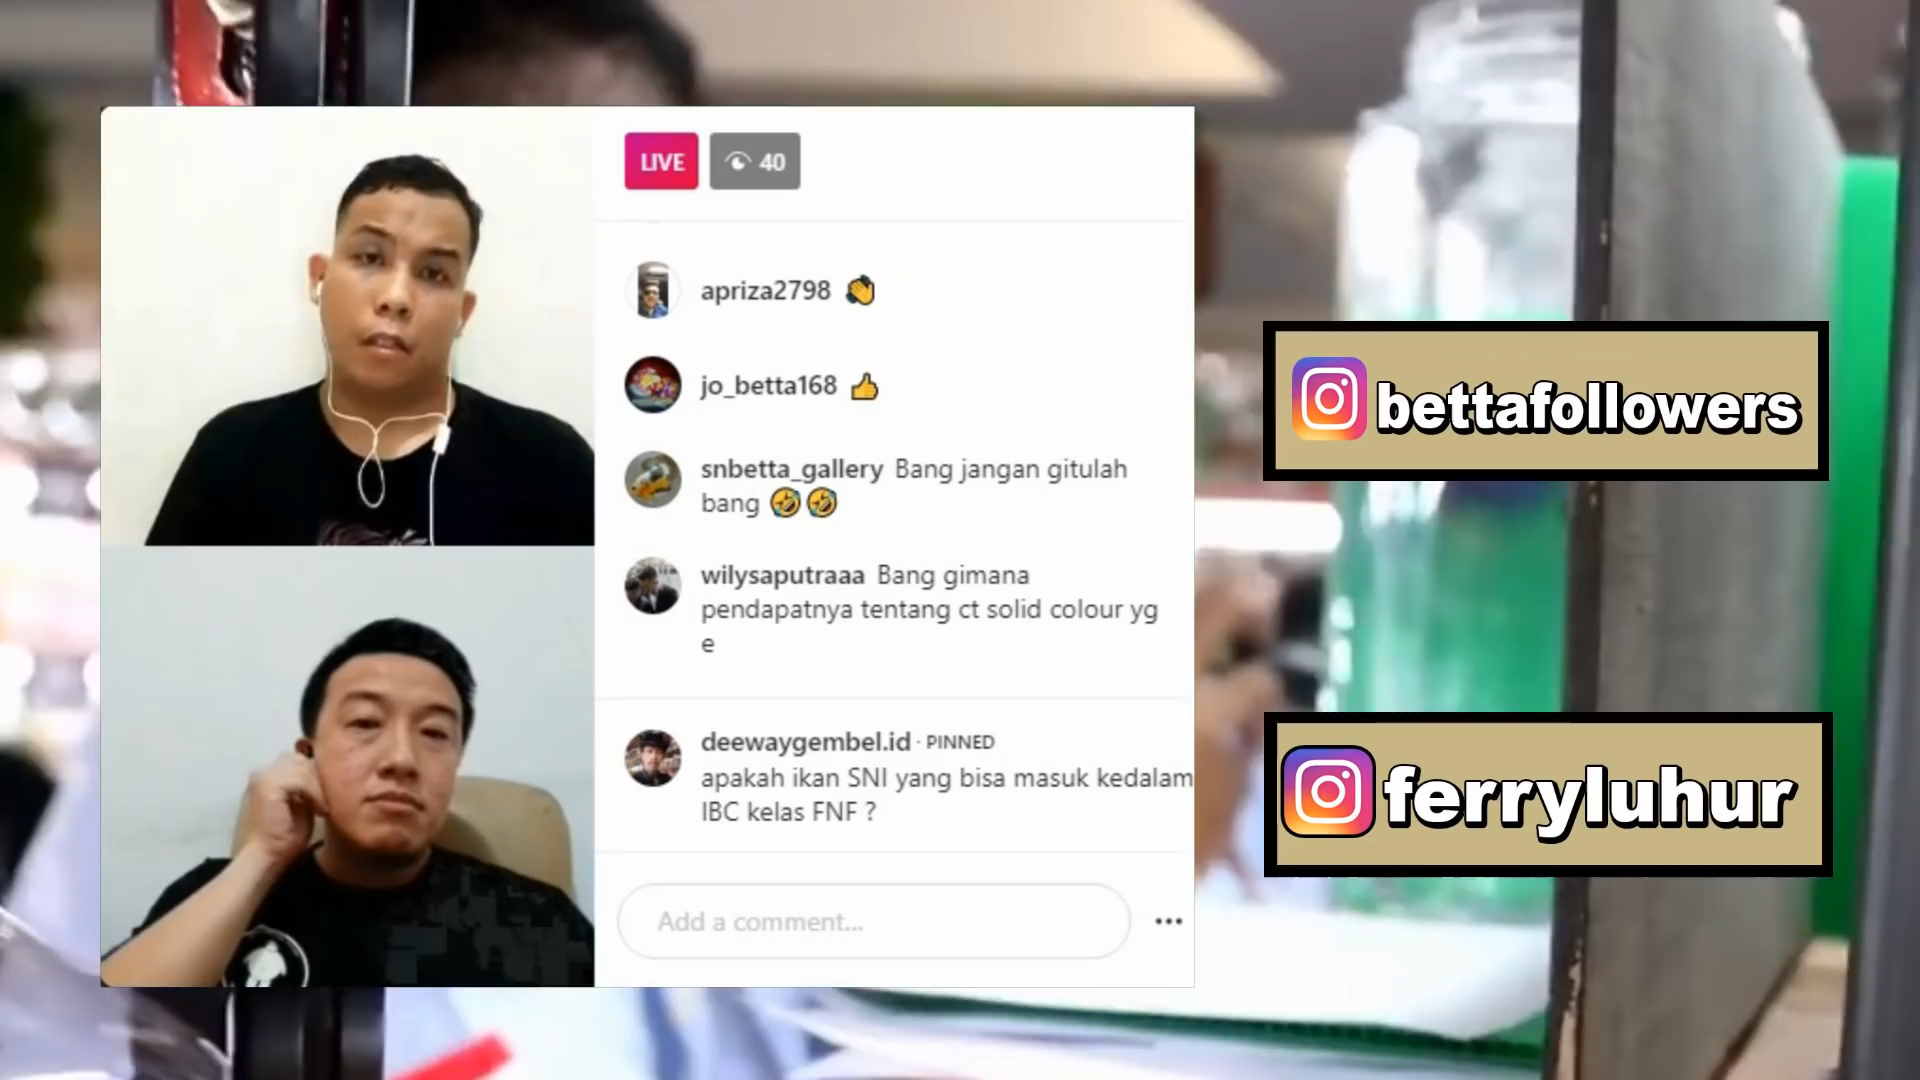 LIVE 40
apriza2798 👏
jo_betta168 👍
snbetta_gallery Bang jangan gitulah
bang 🤣🤣
wilysaputraaa Bang gimana
pendapatnya tentang ct solid colour yg
e
deewaygembel.id · PINNED
apakah ikan SNI yang bisa masuk kedalam
IBC kelas FNF ?
Add a comment...
bettafollowers
ferryluhur